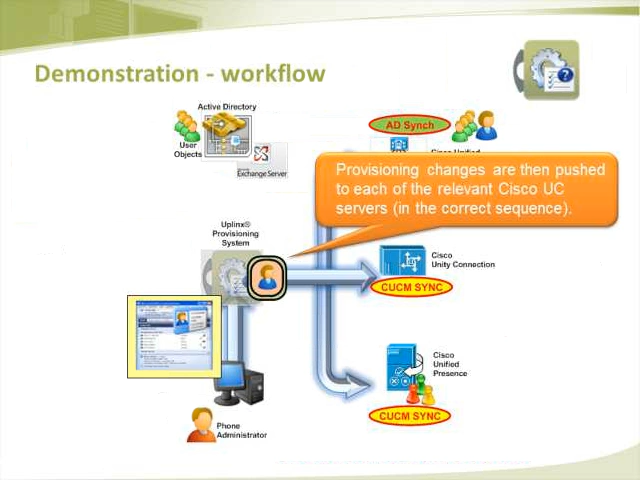 Demonstration - workflow
Active Directory
User
Objects
Exchange Server
AD Synch
Cisco Unified
Provisioning changes are then pushed
to each of the relevant Cisco UC
servers (in the correct sequence).
Uplinx®
Provisioning
System
Cisco
Unity Connection
CUCM SYNC
Cisco
Unified
Presence
CUCM SYNC
Phone
Administrator